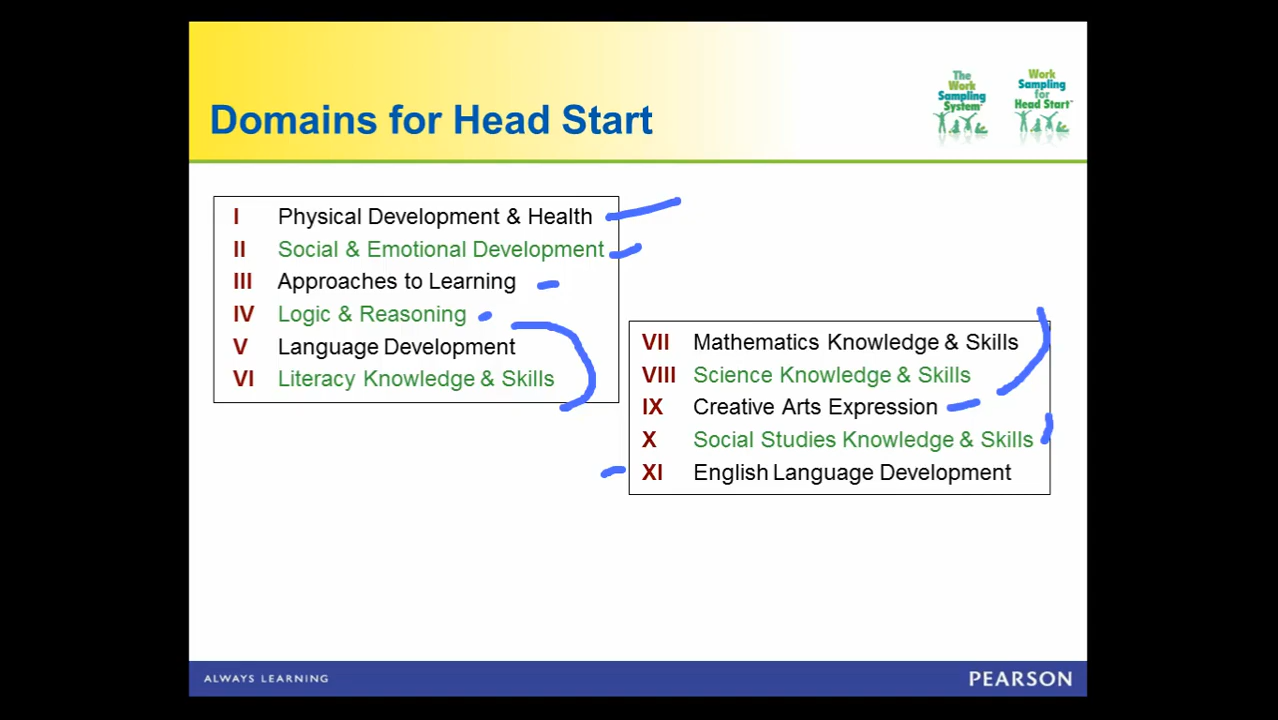 The
Work
Sampling
System™
Work
Sampling
for
Head Start™
Domains for Head Start
I Physical Development & Health
II Social & Emotional Development
III Approaches to Learning
IV Logic & Reasoning
V Language Development
VI Literacy Knowledge & Skills
VII Mathematics Knowledge & Skills
VIII Science Knowledge & Skills
IX Creative Arts Expression
X Social Studies Knowledge & Skills
XI English Language Development
ALWAYS LEARNING
PEARSON